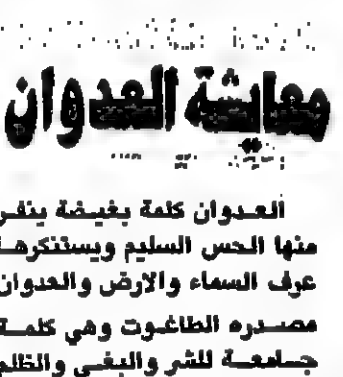 معايشة العدوان
العدوان كلمة بغيضة ينفر
منها الحس السليم ويستنكرها
عرف السماء والارض والعدوان
مصدره الطاغوت وهي كلمة
جامعة للشر والبغى والظلم